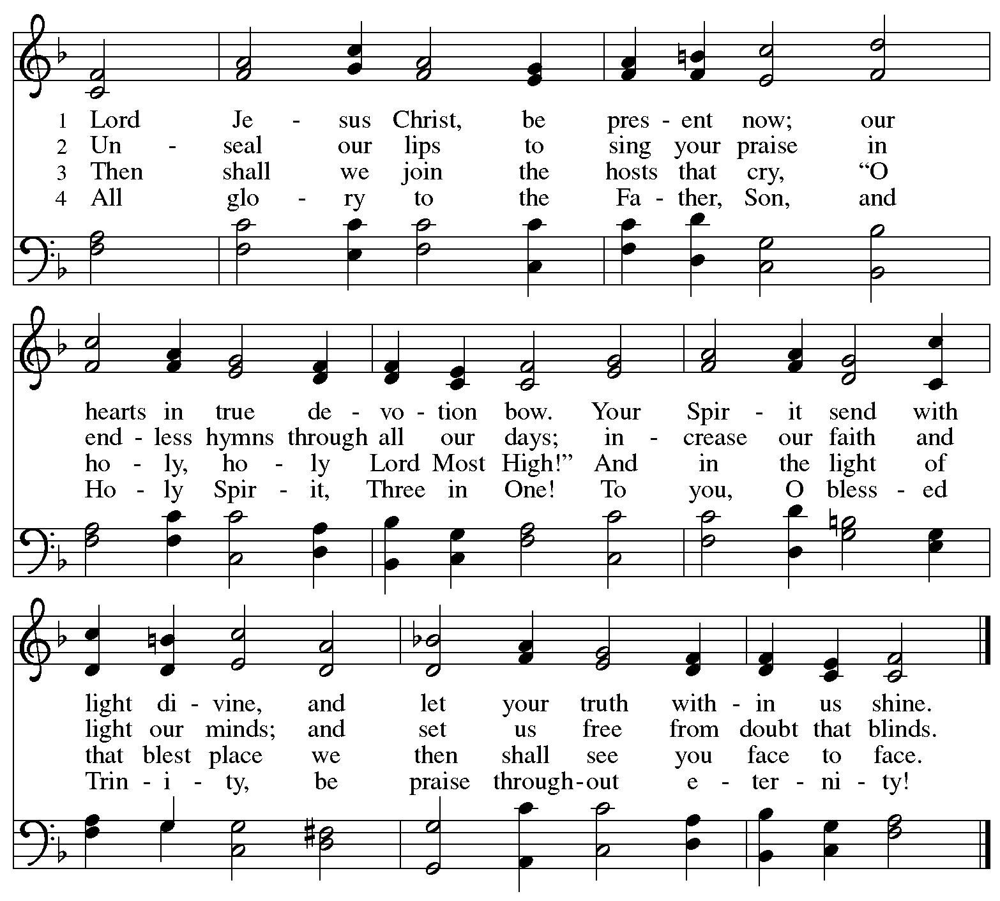 1 Lord Je - sus Christ, be pres - ent now; our
2 Un - seal our lips to sing your praise in
3 Then shall we join the hosts that cry, “O
4 All glo - ry to the Fa - ther, Son, and
hearts in true de - vo - tion bow. Your Spir - it send with
end - less hymns through all our days; in - crease our faith and
ho - ly, ho - ly Lord Most High!” And in the light of
Ho - ly Spir - it, Three in One! To you, O bless - ed
light di - vine, and let your truth with - in us shine.
light our minds; and set us free from doubt that blinds.
that blest place we then shall see you face to face.
Trin - i - ty, be praise through - out e - ter - ni - ty!